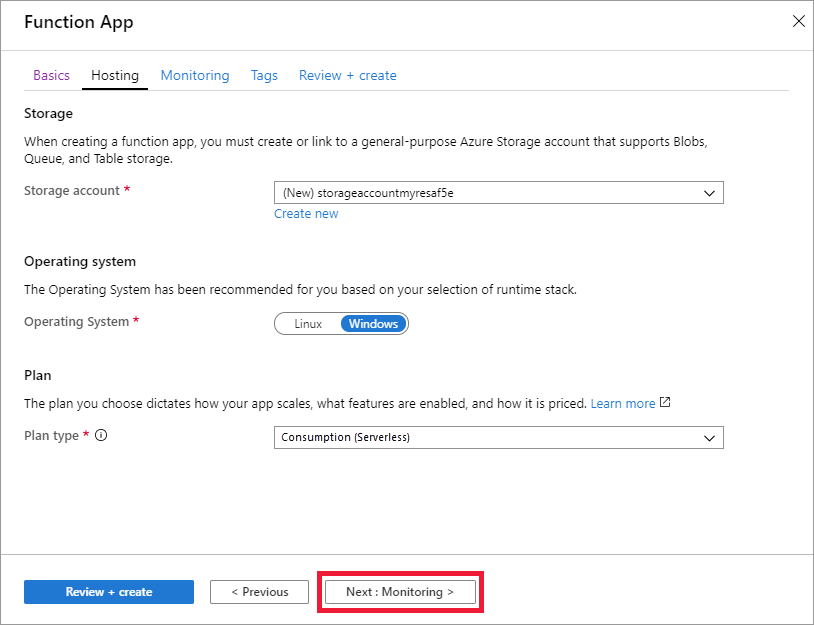 Function App
Basics Hosting Monitoring Tags Review + create
Storage
When creating a function app, you must create or link to a general-purpose Azure Storage account that supports Blobs,
Queue, and Table storage.
Storage account * (New) storageaccountmyresaf5e
Create new
Operating system
The Operating System has been recommended for you based on your selection of runtime stack.
Operating System * Linux Windows
Plan
The plan you choose dictates how your app scales, what features are enabled, and how it is priced. Learn more
Plan type * Consumption (Serverless)
Review + create < Previous Next : Monitoring >